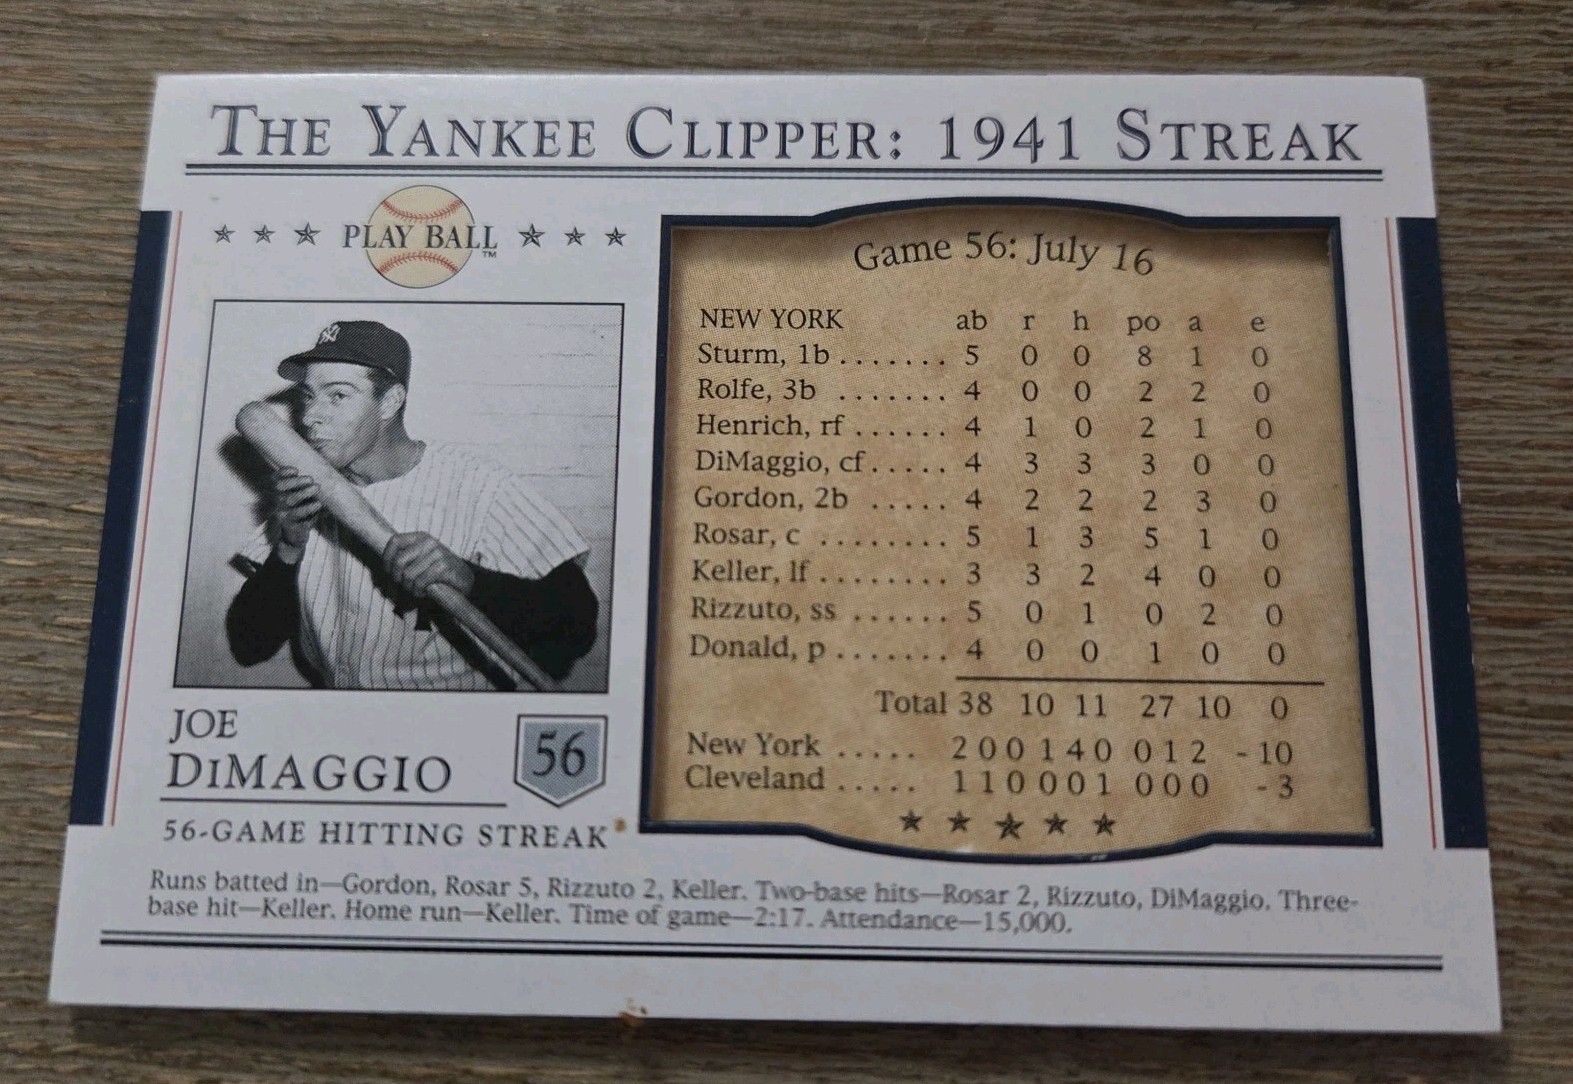 THE YANKEE CLIPPER: 1941 STREAK
PLAY BALL™
NY
JOE
DIMAGGIO
56
56-GAME HITTING STREAK
Game 56: July 16
NEW YORK ab r h po a e
Sturm, 1b....... 5 0 0 8 1 0
Rolfe, 3b ....... 4 0 0 2 2 0
Henrich, rf ...... 4 1 0 2 1 0
DiMaggio, cf..... 4 3 3 3 0 0
Gordon, 2b ..... 4 2 2 2 3 0
Rosar, c ........ 5 1 3 5 1 0
Keller, lf ........ 3 3 2 4 0 0
Rizzuto, ss ...... 5 0 1 0 2 0
Donald, p ....... 4 0 0 1 0 0
Total 38 10 11 27 10 0
New York ..... 200140 012 -10
Cleveland ..... 110001 000 -3
Runs batted in—Gordon, Rosar 5, Rizzuto 2, Keller. Two-base hits—Rosar 2, Rizzuto, DiMaggio. Three-
base hit—Keller. Home run—Keller. Time of game—2:17. Attendance—15,000.